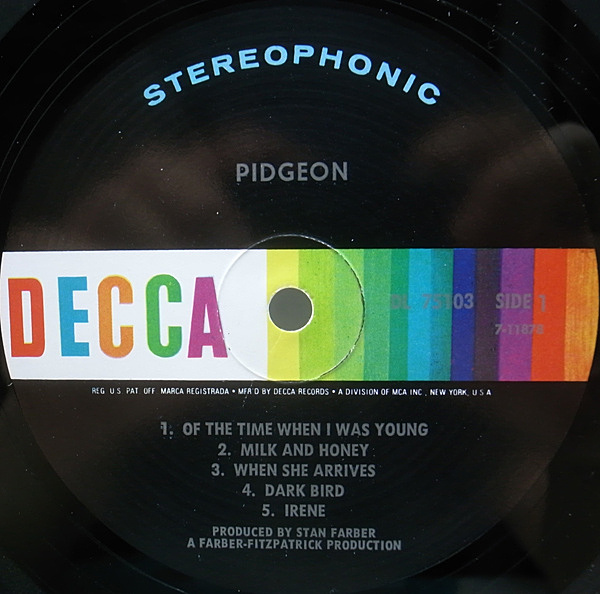 STEREOPHONIC
PIDGEON
DECCA
DL 75103 SIDE 1
7-11878
REG. U.S. PAT. OFF. MARCA REGISTRADA • MFR'D BY DECCA RECORDS • A DIVISION OF MCA INC., NEW YORK, U.S.A
1. OF THE TIME WHEN I WAS YOUNG
2. MILK AND HONEY
3. WHEN SHE ARRIVES
4. DARK BIRD
5. IRENE
PRODUCED BY STAN FARBER
A FARBER-FITZPATRICK PRODUCTION